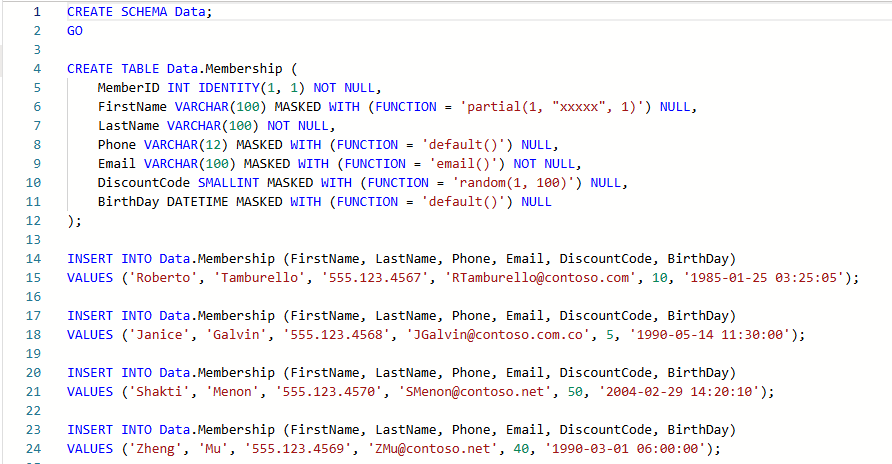 1 CREATE SCHEMA Data;
2 GO
3
4 CREATE TABLE Data.Membership (
5 MemberID INT IDENTITY(1, 1) NOT NULL,
6 FirstName VARCHAR(100) MASKED WITH (FUNCTION = 'partial(1, "xxxxx", 1)') NULL,
7 LastName VARCHAR(100) NOT NULL,
8 Phone VARCHAR(12) MASKED WITH (FUNCTION = 'default()') NULL,
9 Email VARCHAR(100) MASKED WITH (FUNCTION = 'email()') NOT NULL,
10 DiscountCode SMALLINT MASKED WITH (FUNCTION = 'random(1, 100)') NULL,
11 BirthDay DATETIME MASKED WITH (FUNCTION = 'default()') NULL
12 );
13
14 INSERT INTO Data.Membership (FirstName, LastName, Phone, Email, DiscountCode, BirthDay)
15 VALUES ('Roberto', 'Tamburello', '555.123.4567', 'RTamburello@contoso.com', 10, '1985-01-25 03:25:05');
16
17 INSERT INTO Data.Membership (FirstName, LastName, Phone, Email, DiscountCode, BirthDay)
18 VALUES ('Janice', 'Galvin', '555.123.4568', 'JGalvin@contoso.com.co', 5, '1990-05-14 11:30:00');
19
20 INSERT INTO Data.Membership (FirstName, LastName, Phone, Email, DiscountCode, BirthDay)
21 VALUES ('Shakti', 'Menon', '555.123.4570', 'SMenon@contoso.net', 50, '2004-02-29 14:20:10');
22
23 INSERT INTO Data.Membership (FirstName, LastName, Phone, Email, DiscountCode, BirthDay)
24 VALUES ('Zheng', 'Mu', '555.123.4569', 'ZMu@contoso.net', 40, '1990-03-01 06:00:00');